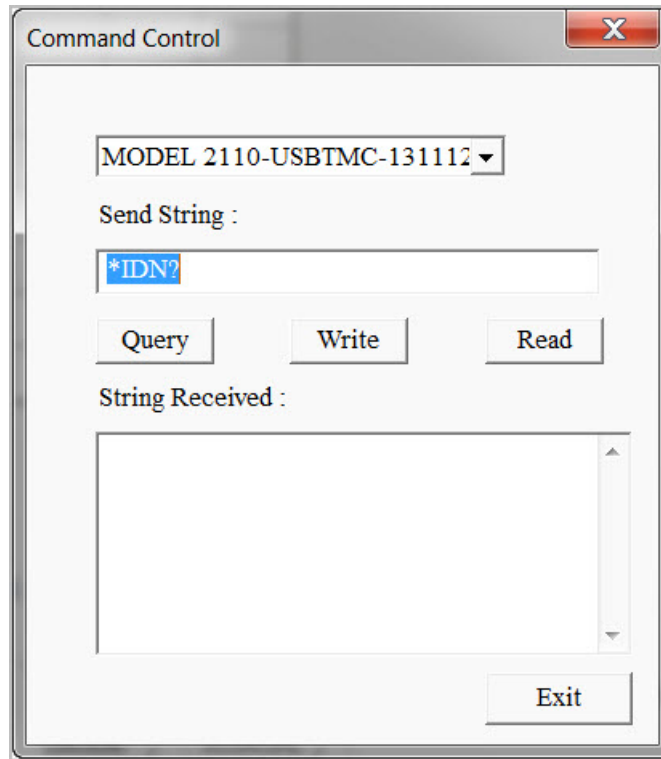 Command Control
MODEL 2110-USBTMC-131112
Send String :
*IDN?
Query Write Read
String Received :
Exit